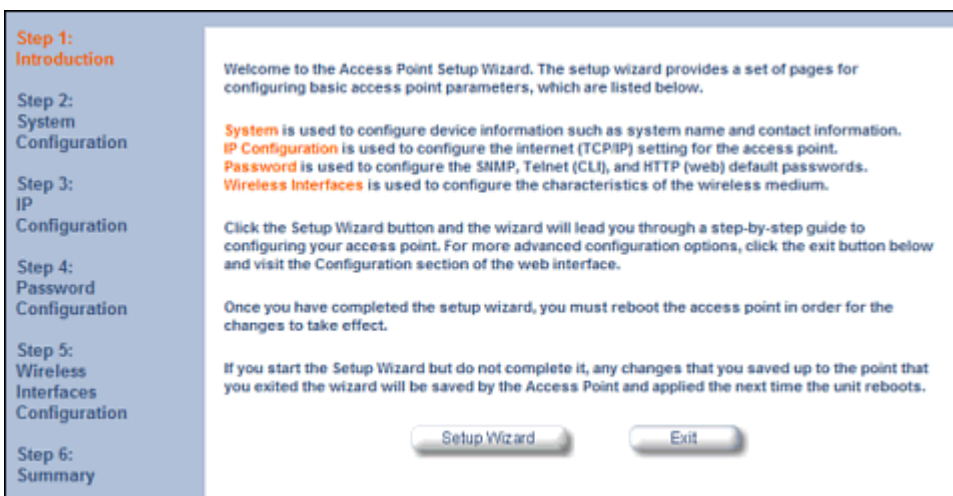 Step 1:
Introduction
Step 2:
System
Configuration
Step 3:
IP
Configuration
Step 4:
Password
Configuration
Step 5:
Wireless
Interfaces
Configuration
Step 6:
Summary
Welcome to the Access Point Setup Wizard. The setup wizard provides a set of pages for
configuring basic access point parameters, which are listed below.
System is used to configure device information such as system name and contact information.
IP Configuration is used to configure the internet (TCP/IP) setting for the access point.
Password is used to configure the SNMP, Telnet (CLI), and HTTP (web) default passwords.
Wireless Interfaces is used to configure the characteristics of the wireless medium.
Click the Setup Wizard button and the wizard will lead you through a step-by-step guide to
configuring your access point. For more advanced configuration options, click the exit button below
and visit the Configuration section of the web interface.
Once you have completed the setup wizard, you must reboot the access point in order for the
changes to take effect.
If you start the Setup Wizard but do not complete it, any changes that you saved up to the point that
you exited the wizard will be saved by the Access Point and applied the next time the unit reboots.
Setup Wizard
Exit